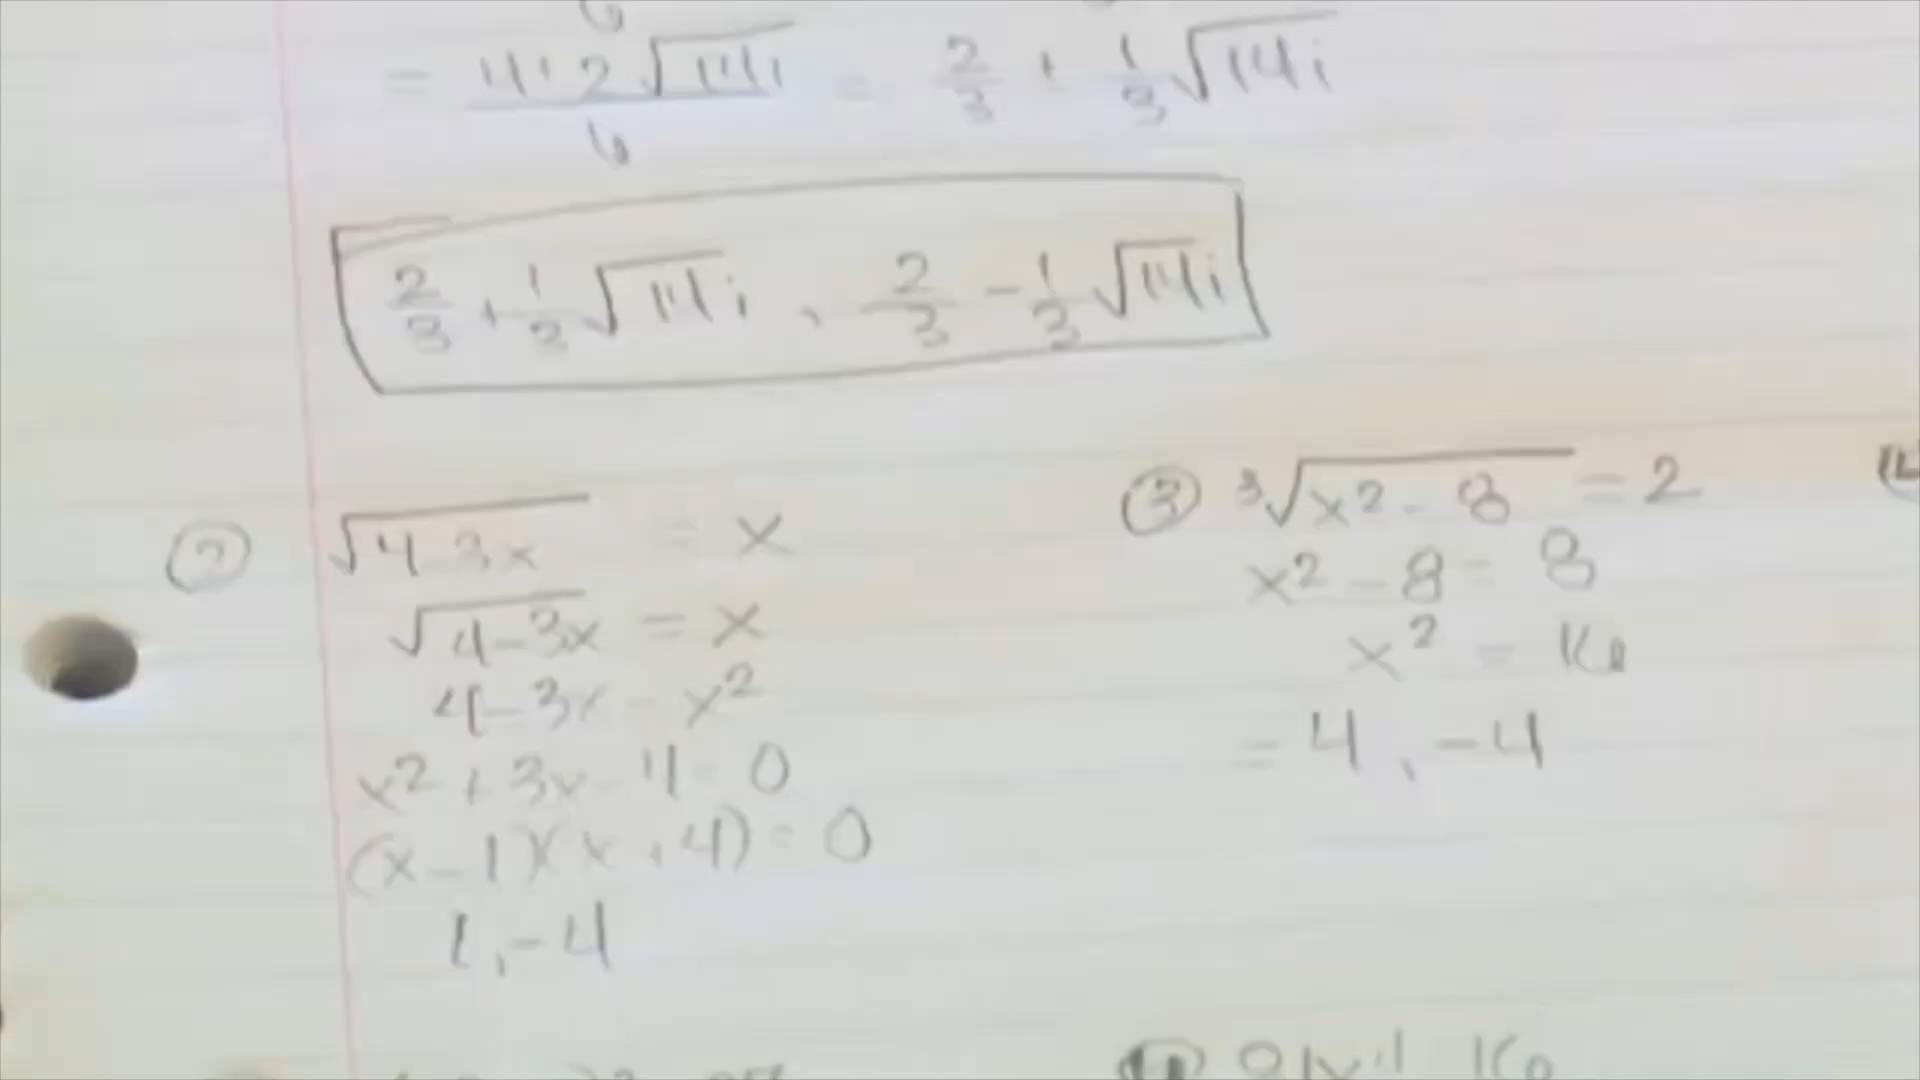 = 4+2√14i / 6 = 2/3 + 1/3 √14i
2/3 + 1/3 √14i , 2/3 - 1/3 √14i
② √4-3x = x
√4-3x = x
4-3x = x²
x²+3x-4=0
(x-1)(x+4)=0
1,-4
③ ³√x²-8 = 2
x²-8=8
x² = 16
= 4,-4